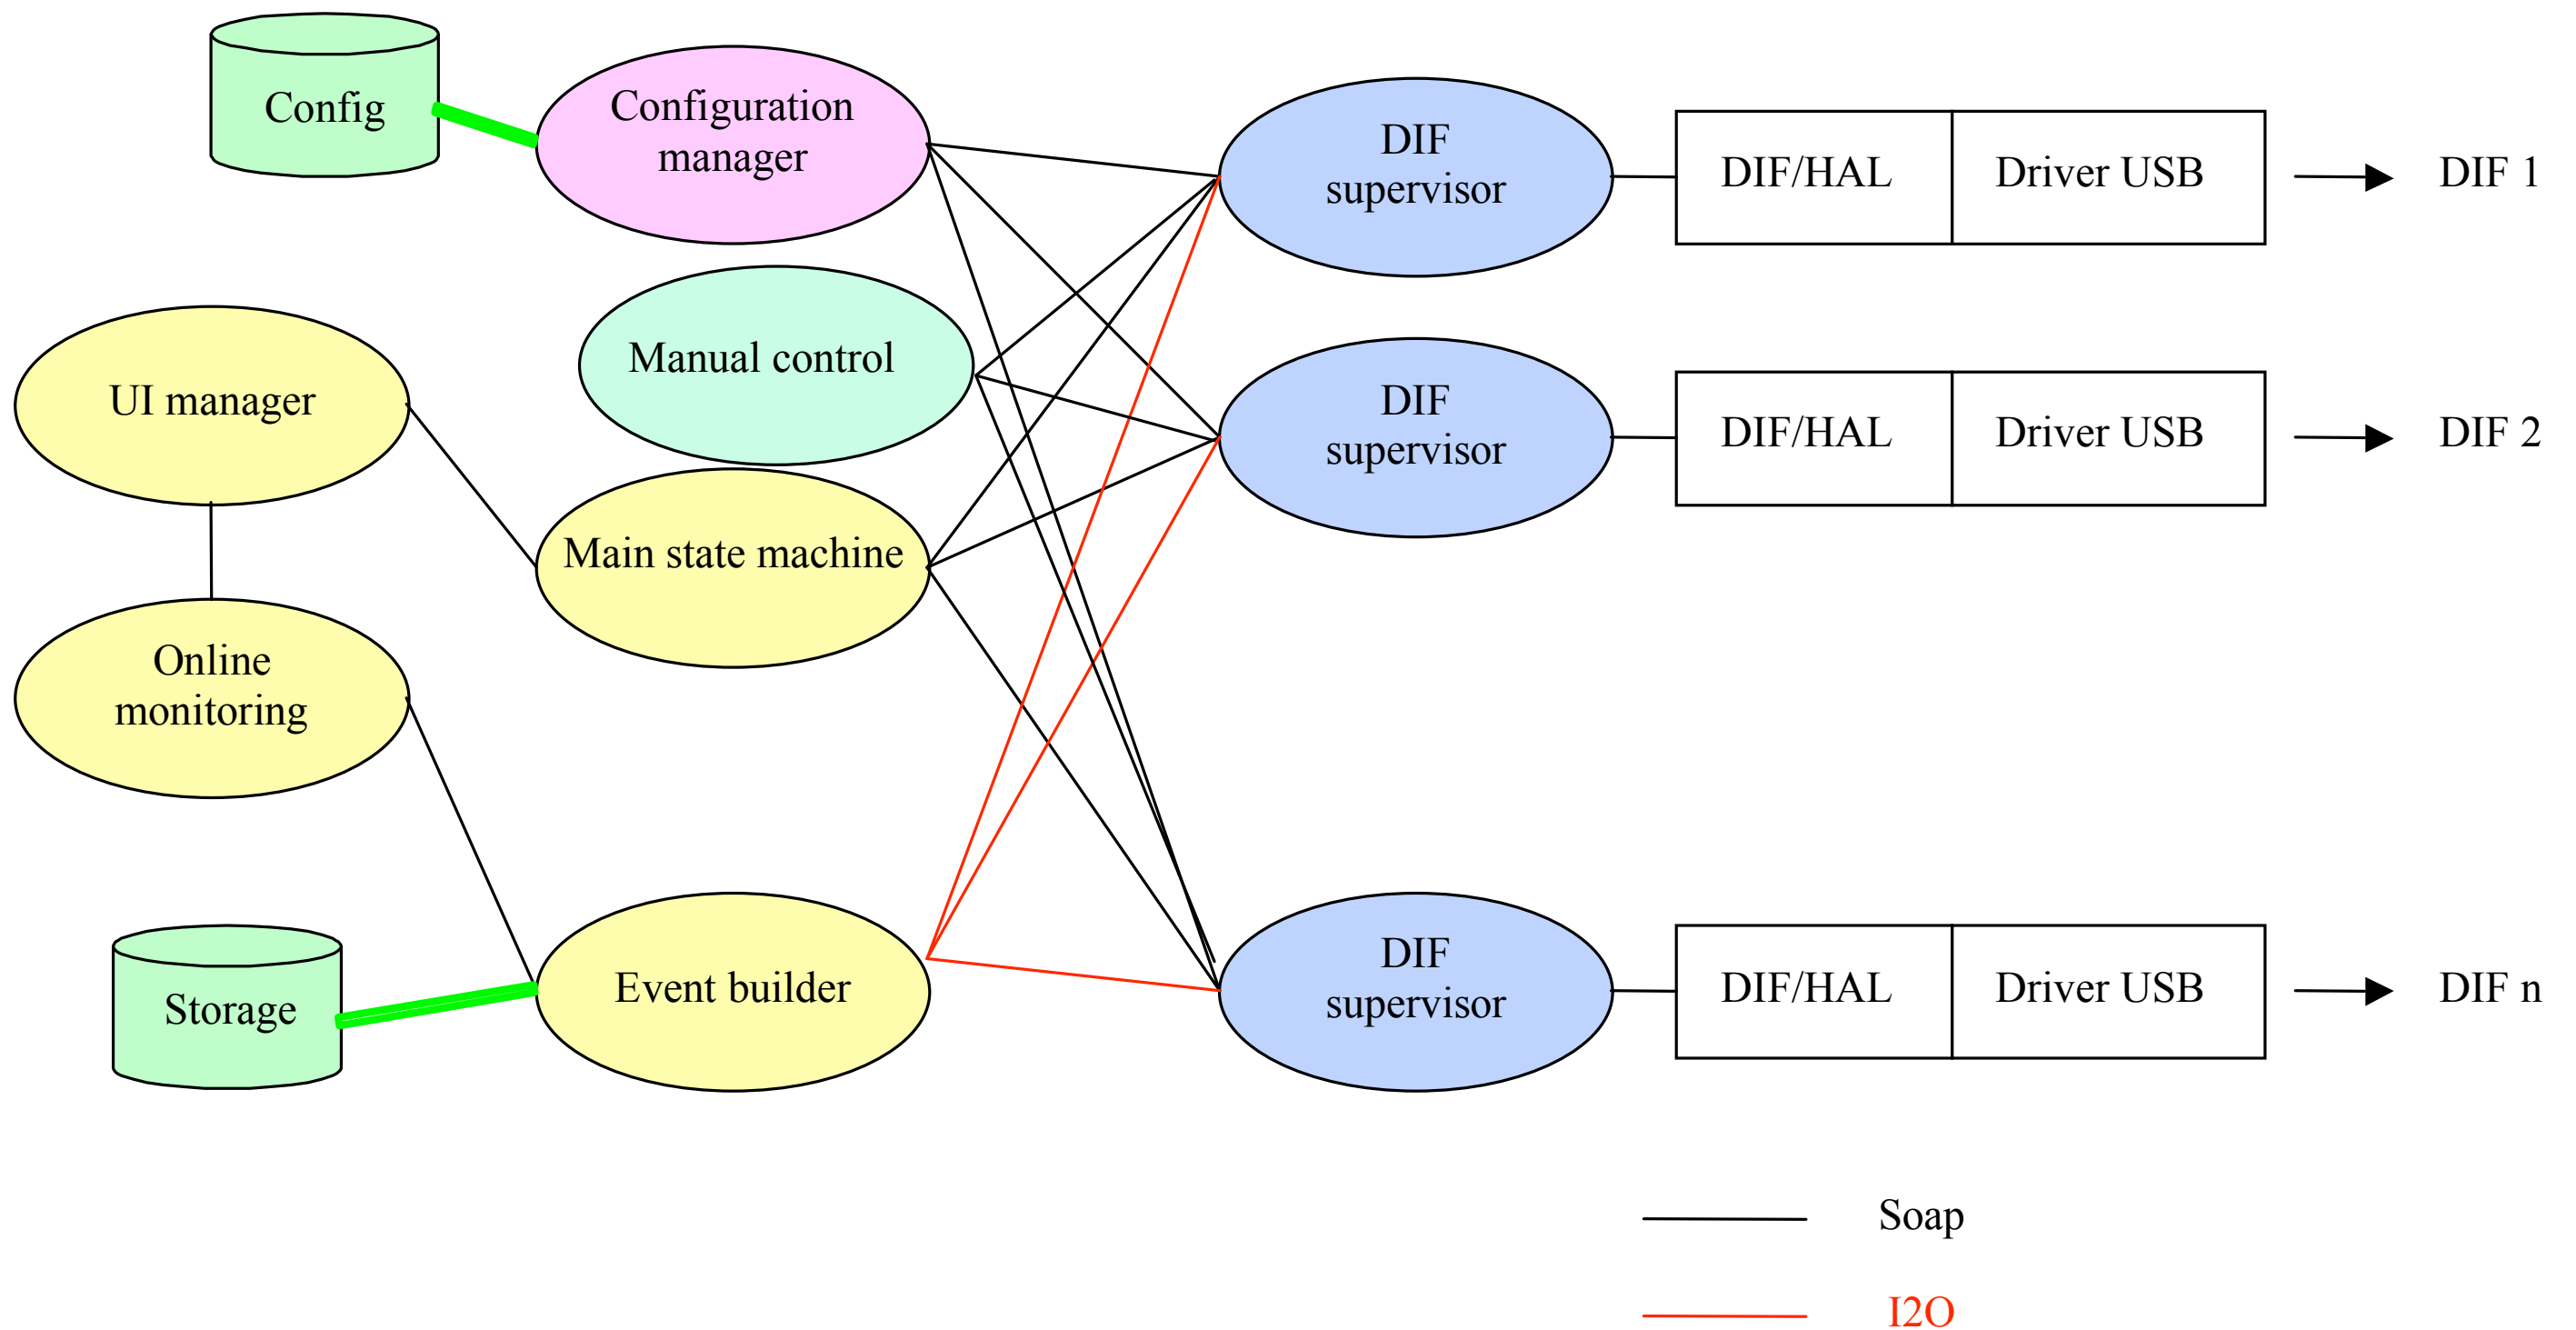 Config
Configuration
manager
DIF
supervisor
DIF/HAL
Driver USB
DIF 1
Manual control
UI manager
DIF
supervisor
DIF/HAL
Driver USB
DIF 2
Main state machine
Online
monitoring
Storage
Event builder
DIF
supervisor
DIF/HAL
Driver USB
DIF n
Soap
I2O